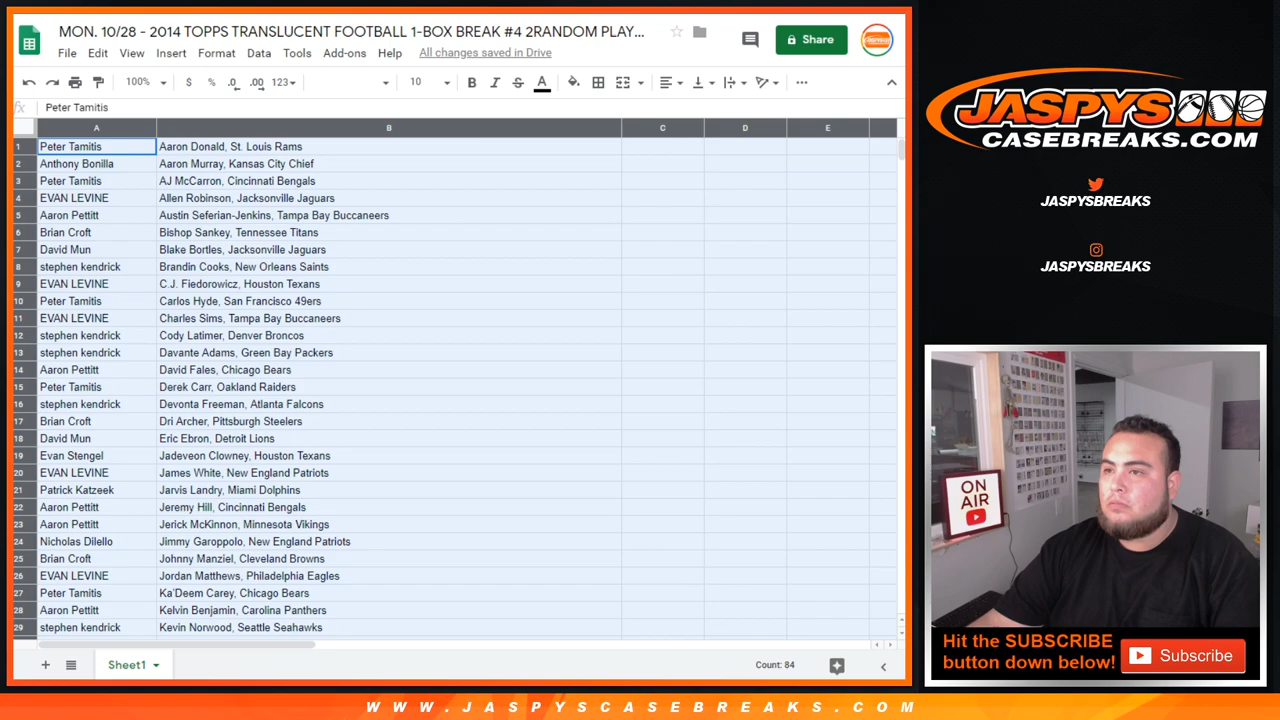 MON. 10/28 - 2014 TOPPS TRANSLUCENT FOOTBALL 1-BOX BREAK #4 2RANDOM PLAY...
File Edit View Insert Format Data Tools Add-ons Help All changes saved in Drive
Share
100% $ % .0 .00 123 10 B I S A
fx Peter Tamitis
A B C D E
1 Peter Tamitis Aaron Donald, St. Louis Rams
2 Anthony Bonilla Aaron Murray, Kansas City Chief
3 Peter Tamitis AJ McCarron, Cincinnati Bengals
4 EVAN LEVINE Allen Robinson, Jacksonville Jaguars
5 Aaron Pettitt Austin Seferian-Jenkins, Tampa Bay Buccaneers
6 Brian Croft Bishop Sankey, Tennessee Titans
7 David Mun Blake Bortles, Jacksonville Jaguars
8 stephen kendrick Brandin Cooks, New Orleans Saints
9 EVAN LEVINE C.J. Fiedorowicz, Houston Texans
10 Peter Tamitis Carlos Hyde, San Francisco 49ers
11 EVAN LEVINE Charles Sims, Tampa Bay Buccaneers
12 stephen kendrick Cody Latimer, Denver Broncos
13 stephen kendrick Davante Adams, Green Bay Packers
14 Aaron Pettitt David Fales, Chicago Bears
15 Peter Tamitis Derek Carr, Oakland Raiders
16 stephen kendrick Devonta Freeman, Atlanta Falcons
17 Brian Croft Dri Archer, Pittsburgh Steelers
18 David Mun Eric Ebron, Detroit Lions
19 Evan Stengel Jadeveon Clowney, Houston Texans
20 EVAN LEVINE James White, New England Patriots
21 Patrick Katzeek Jarvis Landry, Miami Dolphins
22 Aaron Pettitt Jeremy Hill, Cincinnati Bengals
23 Aaron Pettitt Jerick McKinnon, Minnesota Vikings
24 Nicholas Dilello Jimmy Garoppolo, New England Patriots
25 Brian Croft Johnny Manziel, Cleveland Browns
26 EVAN LEVINE Jordan Matthews, Philadelphia Eagles
27 Peter Tamitis Ka'Deem Carey, Chicago Bears
28 Aaron Pettitt Kelvin Benjamin, Carolina Panthers
29 stephen kendrick Kevin Norwood, Seattle Seahawks
Sheet1
Count: 84
JASPYS
CASEBREAKS.COM
JASPYSBREAKS
JASPYSBREAKS
ON
AIR
Hit the SUBSCRIBE
button down below!
Subscribe
WWW.JASPYSCASEBREAKS.COM